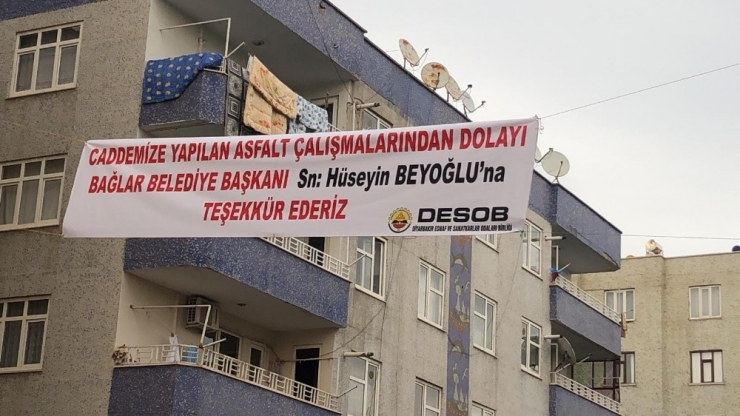 CADDEMİZE YAPILAN ASFALT ÇALIŞMALARINDAN DOLAYI
BAĞLAR BELEDİYE BAŞKANI Sn: Hüseyin BEYOĞLU'na
TEŞEKKÜR EDERİZ
DESOB
DİYARBAKIR ESNAF VE SANATKARLAR ODALARI BİRLİĞİ